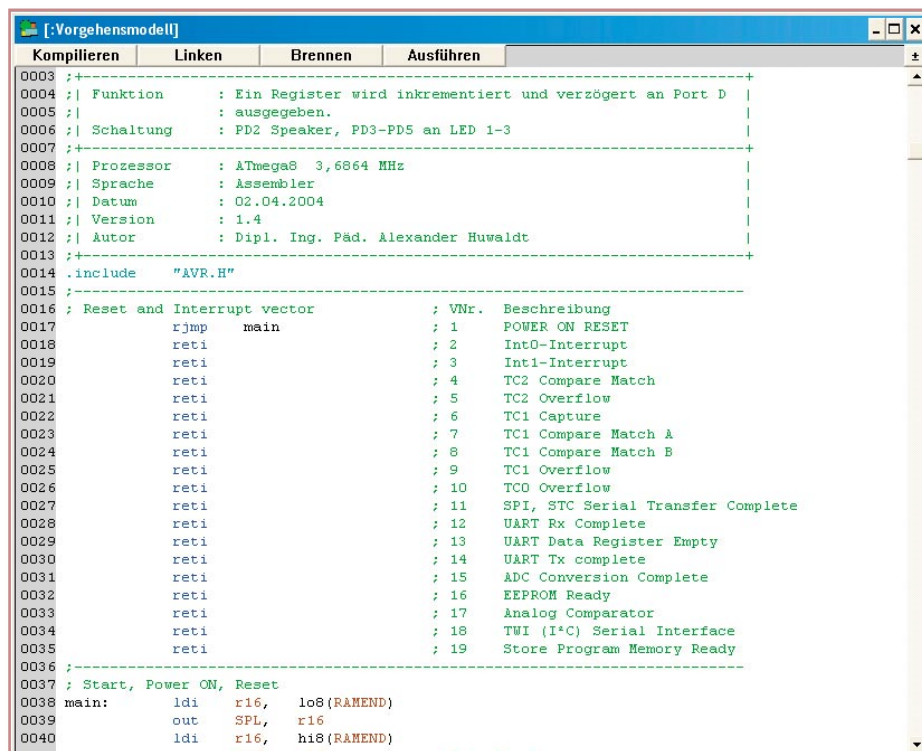 [:Vorgehensmodell]
Kompilieren Linken Brennen Ausführen
0003 ;+------------------------------------------------------------------------+
0004 ;| Funktion : Ein Register wird inkrementiert und verzögert an Port D |
0005 ;| : ausgegeben. |
0006 ;| Schaltung : PD2 Speaker, PD3-PD5 an LED 1-3 |
0007 ;+------------------------------------------------------------------------+
0008 ;| Prozessor : ATmega8 3,6864 MHz |
0009 ;| Sprache : Assembler |
0010 ;| Datum : 02.04.2004 |
0011 ;| Version : 1.4 |
0012 ;| Autor : Dipl. Ing. Päd. Alexander Huwaldt |
0013 ;+------------------------------------------------------------------------+
0014 .include "AVR.H"
0015 ;-------------------------------------------------------------------------
0016 ; Reset and Interrupt vector ; VNr. Beschreibung
0017 rjmp main ; 1 POWER ON RESET
0018 reti ; 2 Int0-Interrupt
0019 reti ; 3 Int1-Interrupt
0020 reti ; 4 TC2 Compare Match
0021 reti ; 5 TC2 Overflow
0022 reti ; 6 TC1 Capture
0023 reti ; 7 TC1 Compare Match A
0024 reti ; 8 TC1 Compare Match B
0025 reti ; 9 TC1 Overflow
0026 reti ; 10 TC0 Overflow
0027 reti ; 11 SPI, STC Serial Transfer Complete
0028 reti ; 12 UART Rx Complete
0029 reti ; 13 UART Data Register Empty
0030 reti ; 14 UART Tx complete
0031 reti ; 15 ADC Conversion Complete
0032 reti ; 16 EEPROM Ready
0033 reti ; 17 Analog Comparator
0034 reti ; 18 TWI (I²C) Serial Interface
0035 reti ; 19 Store Program Memory Ready
0036 ;-------------------------------------------------------------------------
0037 ; Start, Power ON, Reset
0038 main: ldi r16, lo8(RAMEND)
0039 out SPL, r16
0040 ldi r16, hi8(RAMEND)